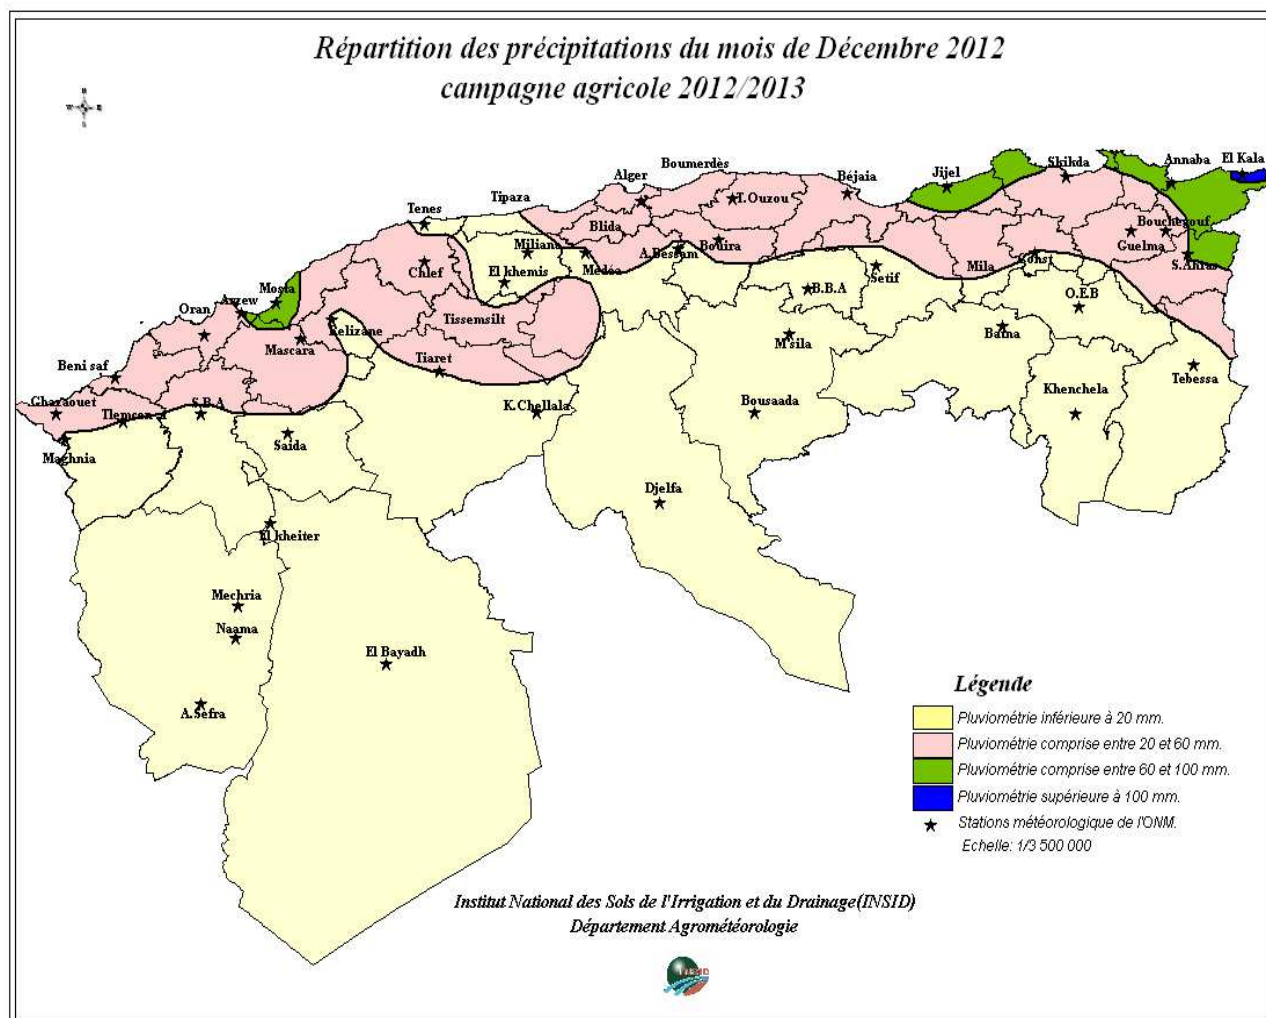 Répartition des précipitations du mois de Décembre 2012
campagne agricole 2012/2013
El Kala
Annaba
Skikda
Jijel
Boumerdès
Alger
Béjaia
Tipaza
T.Ouzou
Tenes
Blida
Bouchegouf
Guelma
Miliana
Bouira
A.Bessam
Médéa
S.Ahras
Mila
Chlef
El khemis
Setif
B.B.A
O.E.B
Mosta
Arzew
Oran
Tissemsilt
Relizane
Mascara
M'sila
Batna
Beni saf
Tiaret
Tebessa
Khenchela
Ghazaouet
Tlemcen
S.B.A
K.Chellala
Bousaada
Saida
Maghnia
Djelfa
El kheiter
Mechria
Naama
El Bayadh
A.Sefra
Légende
Pluviométrie inférieure à 20 mm.
Pluviométrie comprise entre 20 et 60 mm.
Pluviométrie comprise entre 60 et 100 mm.
Pluviométrie supérieure à 100 mm.
Stations météorologique de l'ONM.
Echelle: 1/3 500 000
Institut National des Sols de l'Irrigation et du Drainage(INSID)
Département Agrométéorologie